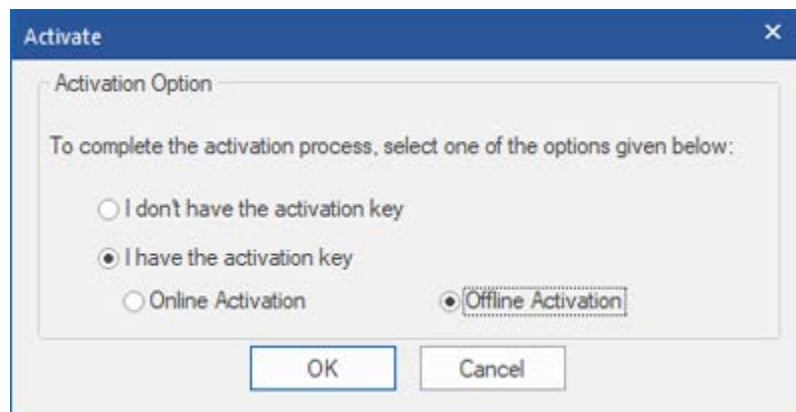 Activate
Activation Option
To complete the activation process, select one of the options given below:
I don't have the activation key
I have the activation key
Online Activation Offline Activation
OK Cancel